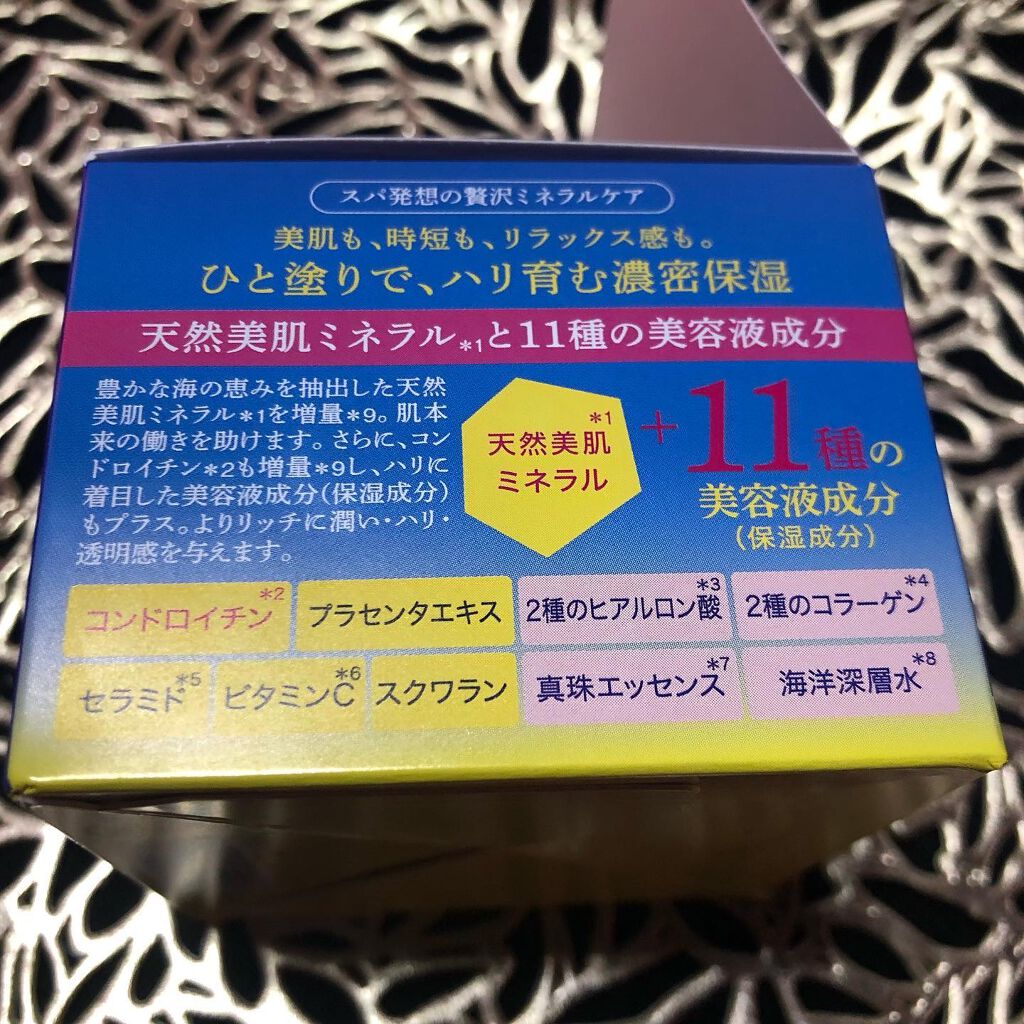 スパ発想の贅沢ミネラルケア
美肌も、時短も、リラックス感も。
ひと塗りで、ハリ育む濃密保湿
天然美肌ミネラル*1と11種の美容液成分
豊かな海の恵みを抽出した天然
美肌ミネラル*1を増量*9。肌本
来の働きを助けます。さらに、コン
ドロイチン*2も増量*9し、ハリに
着目した美容液成分(保湿成分)
もプラス。よりリッチに潤い・ハリ・
透明感を与えます。
*1
天然美肌
ミネラル
+11種の
美容液成分
(保湿成分)
コンドロイチン*2
プラセンタエキス
2種のヒアルロン酸*3
2種のコラーゲン*4
セラミド*5
ビタミンC*6
スクワラン
真珠エッセンス*7
海洋深層水*8